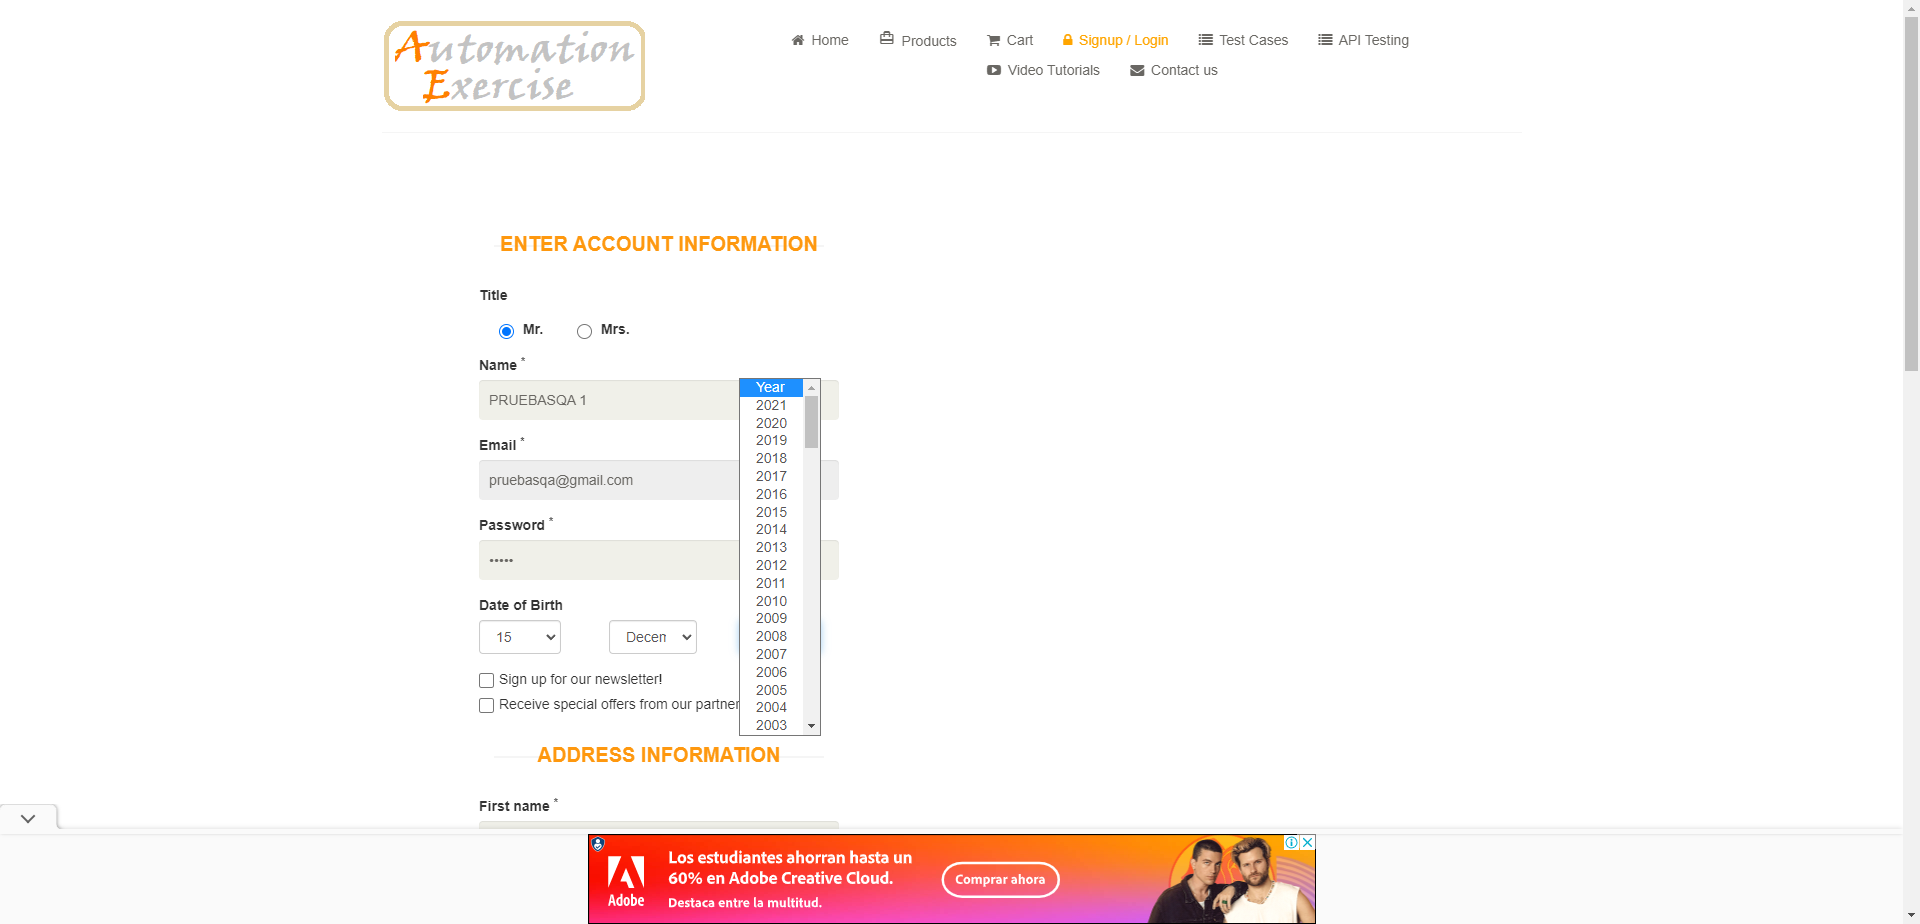 Automation
Exercise
Home
Products
Cart
Signup / Login
Test Cases
API Testing
Video Tutorials
Contact us
ENTER ACCOUNT INFORMATION
Title
Mr.
Mrs.
Name *
PRUEBASQA 1
Email *
pruebasqa@gmail.com
Password *
•••••
Date of Birth
15
Decem
Year
2021
2020
2019
2018
2017
2016
2015
2014
2013
2012
2011
2010
2009
2008
2007
2006
2005
2004
2003
Sign up for our newsletter!
Receive special offers from our partner
ADDRESS INFORMATION
First name *
Adobe
Los estudiantes ahorran hasta un
60% en Adobe Creative Cloud.
Destaca entre la multitud.
Comprar ahora